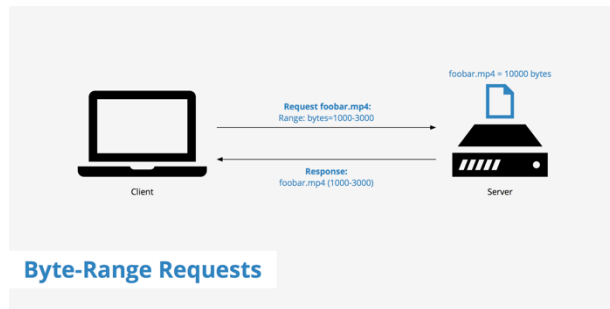 foobar.mp4 = 10000 bytes
Request foobar.mp4:
Range: bytes=1000-3000
Response:
foobar.mp4 (1000-3000)
Client
Server
Byte-Range Requests